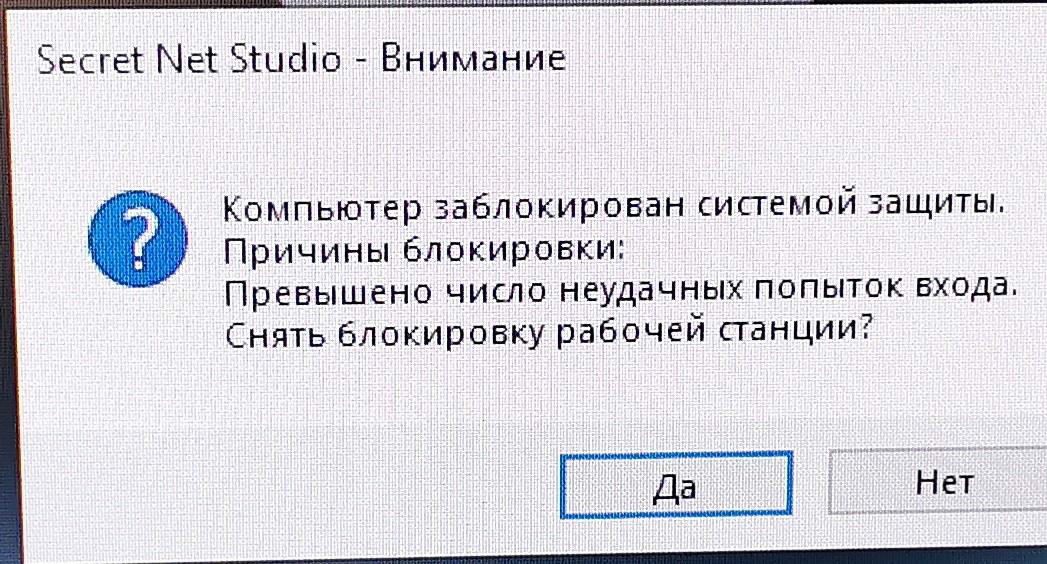 Secret Net Studio - Внимание
Компьютер заблокирован системой защиты.
Причины блокировки:
Превышено число неудачных попыток входа.
Снять блокировку рабочей станции?
Да
Нет